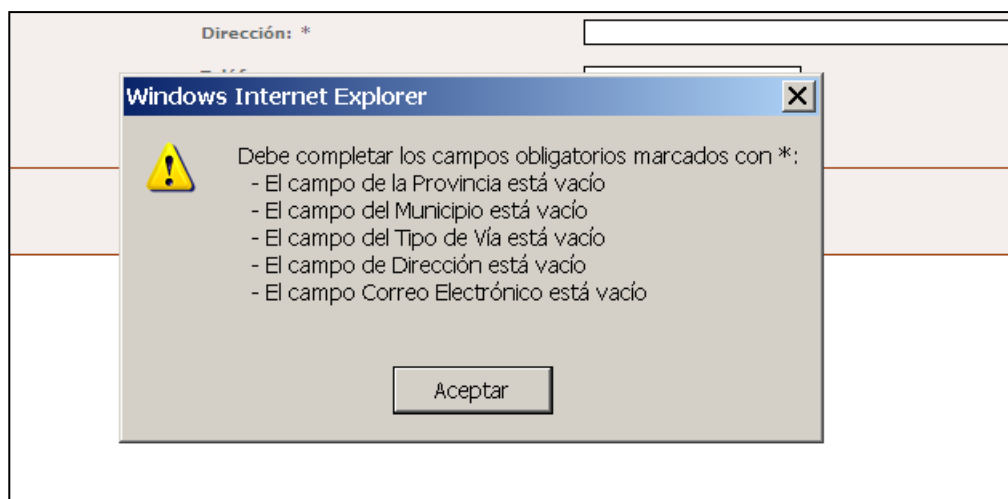 Dirección: *
Windows Internet Explorer
Debe completar los campos obligatorios marcados con *:
- El campo de la Provincia está vacío
- El campo del Municipio está vacío
- El campo del Tipo de Vía está vacío
- El campo de Dirección está vacío
- El campo Correo Electrónico está vacío
Aceptar